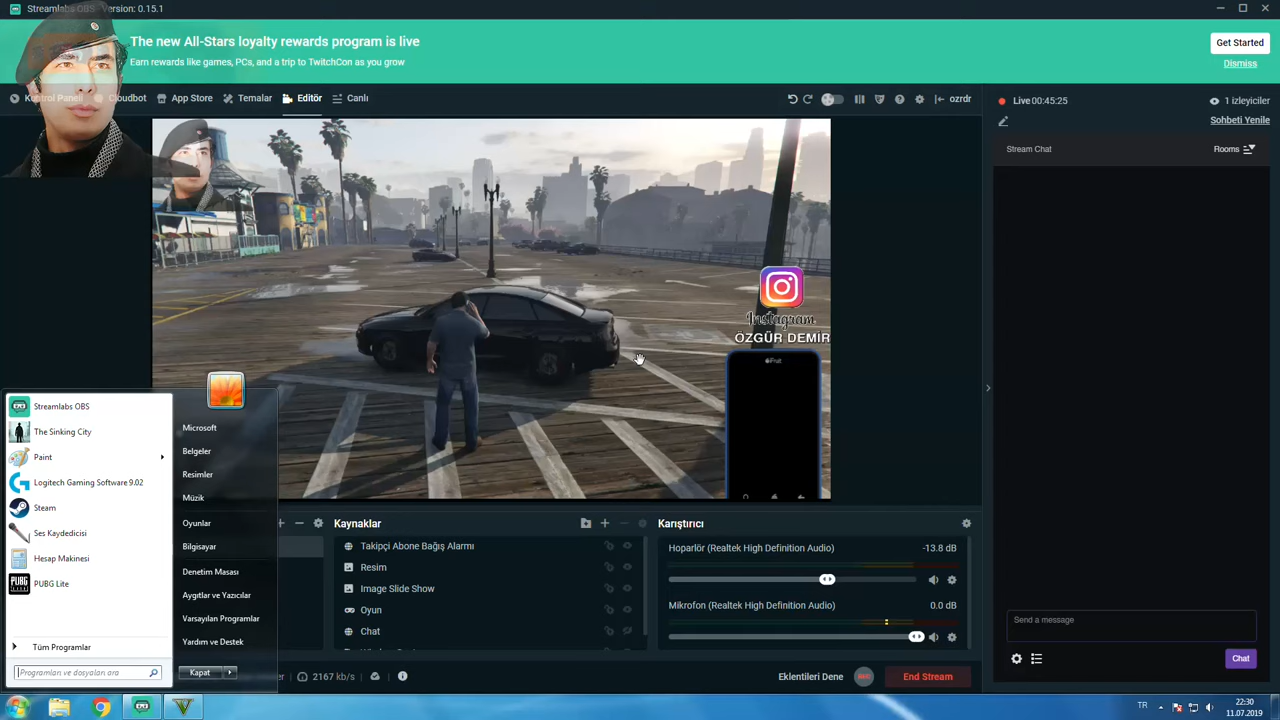 Streamlabs OBS - Version: 0.15.1
The new All-Stars loyalty rewards program is live
Earn rewards like games, PCs, and a trip to TwitchCon as you grow
Get Started
Dismiss
Kontrol Paneli
Cloudbot
App Store
Temalar
Editör
Canlı
ozrdr
Live 00:45:25
1 izleyiciler
Sohbeti Yenile
Stream Chat
Rooms
Instagram
ÖZGÜR DEMİR
iFruit
Streamlabs OBS
The Sinking City
Paint
Logitech Gaming Software 9.02
Steam
Ses Kaydedicisi
Hesap Makinesi
PUBG Lite
Tüm Programlar
Programları ve dosyaları ara
Microsoft
Belgeler
Resimler
Müzik
Oyunlar
Bilgisayar
Denetim Masası
Aygıtlar ve Yazıcılar
Varsayılan Programlar
Yardım ve Destek
Kapat
Kaynaklar
Takipçi Abone Bağış Alarmı
Resim
Image Slide Show
Oyun
Chat
Karıştırıcı
Hoparlör (Realtek High Definition Audio)
-13.8 dB
Mikrofon (Realtek High Definition Audio)
0.0 dB
2167 kb/s
Eklentileri Dene
REC
End Stream
Send a message
Chat
TR
22:30
11.07.2019